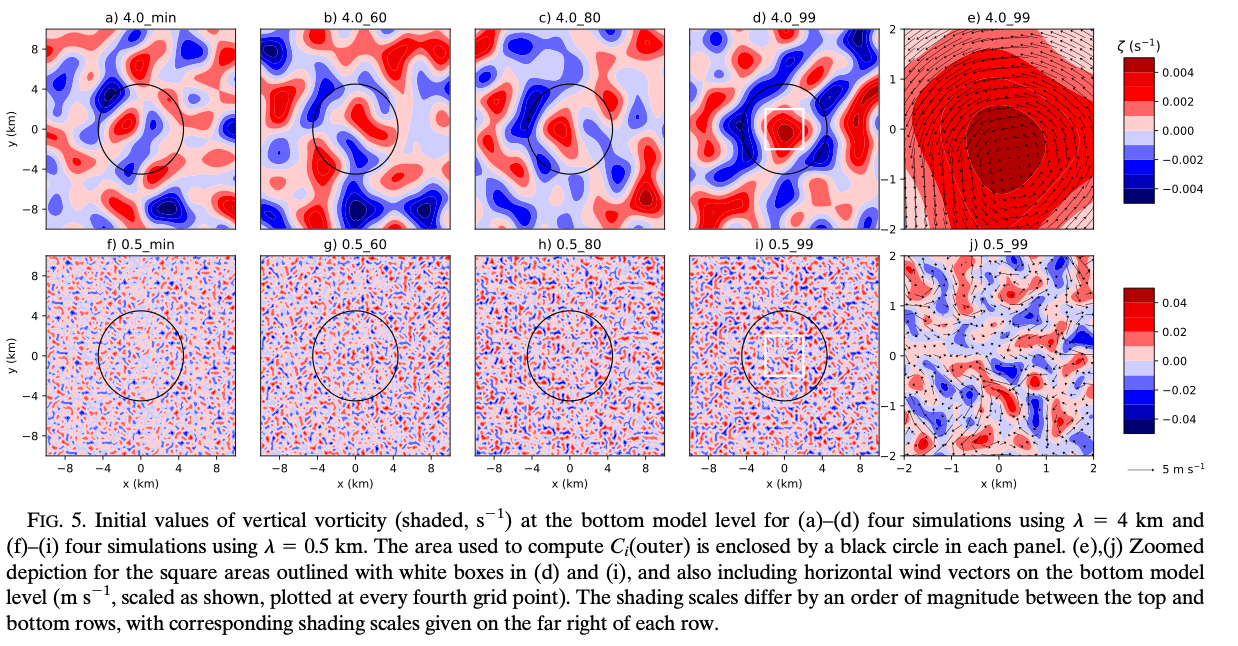 a) 4.0_min
b) 4.0_60
c) 4.0_80
d) 4.0_99
e) 4.0_99
ζ (s⁻¹)
y (km)
8
4
0
−4
−8
2
1
0
−1
−2
0.004
0.002
0.000
−0.002
−0.004
f) 0.5_min
g) 0.5_60
h) 0.5_80
i) 0.5_99
j) 0.5_99
y (km)
8
4
0
−4
−8
2
1
0
−1
−2
0.04
0.02
0.00
−0.02
−0.04
−8 −4 0 4 8
−8 −4 0 4 8
−8 −4 0 4 8
−8 −4 0 4 8
−2 −1 0 1 2
5 m s⁻¹
x (km)
x (km)
x (km)
x (km)
x (km)
FIG. 5. Initial values of vertical vorticity (shaded, s⁻¹) at the bottom model level for (a)–(d) four simulations using λ = 4 km and
(f)–(i) four simulations using λ = 0.5 km. The area used to compute Cᵢ(outer) is enclosed by a black circle in each panel. (e),(j) Zoomed
depiction for the square areas outlined with white boxes in (d) and (i), and also including horizontal wind vectors on the bottom model
level (m s⁻¹, scaled as shown, plotted at every fourth grid point). The shading scales differ by an order of magnitude between the top and
bottom rows, with corresponding shading scales given on the far right of each row.